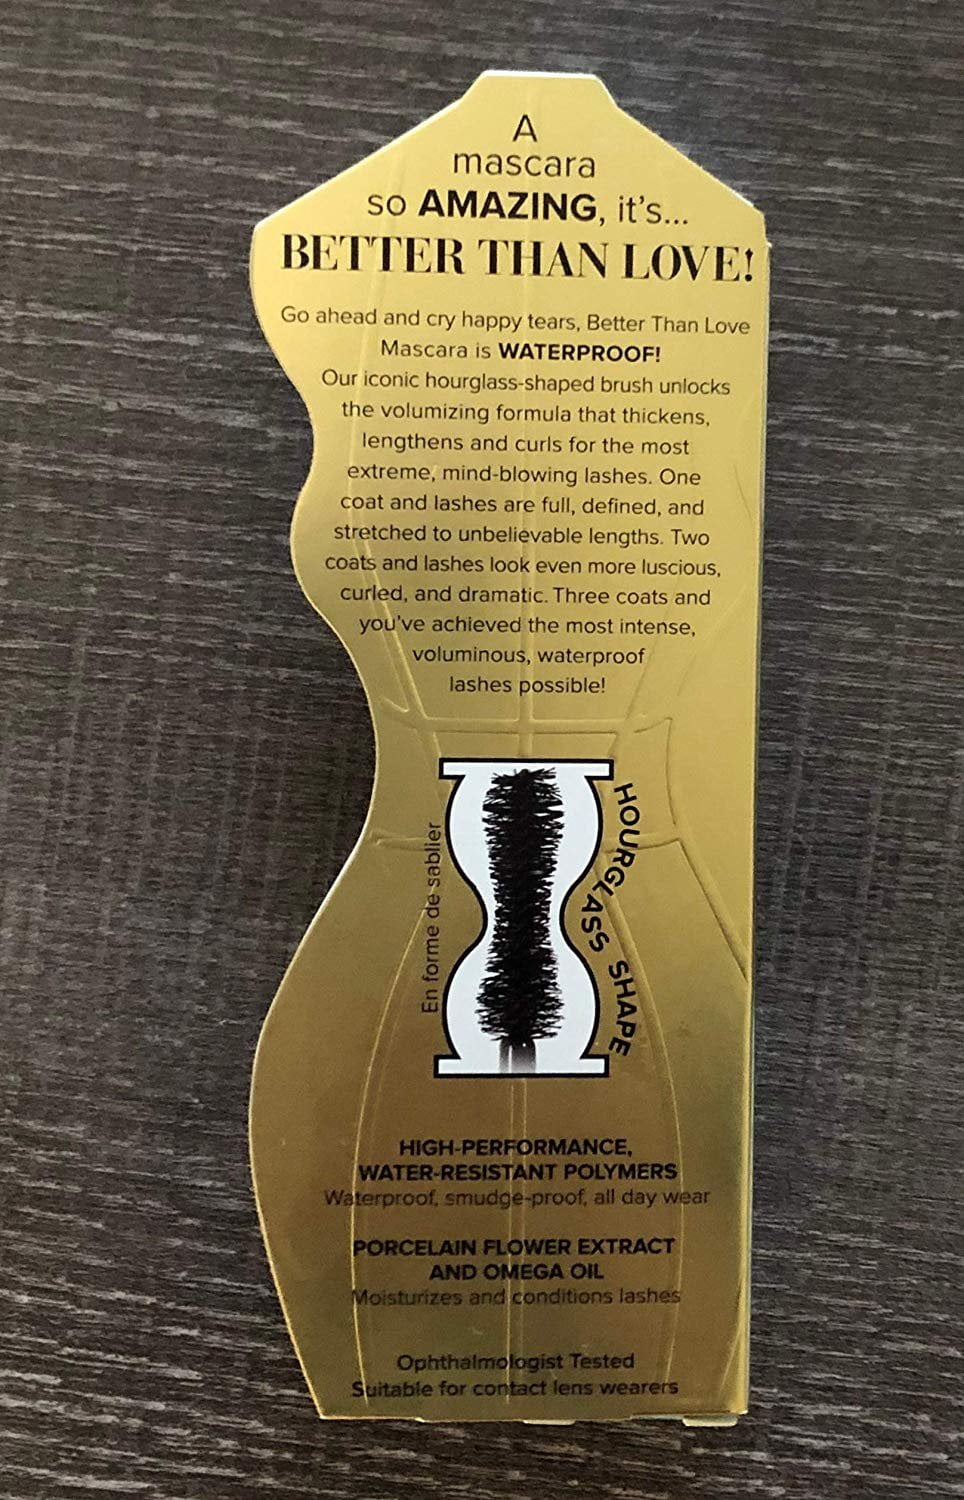 A
mascara
so AMAZING, it's...
BETTER THAN LOVE!
Go ahead and cry happy tears, Better Than Love
Mascara is WATERPROOF!
Our iconic hourglass-shaped brush unlocks
the volumizing formula that thickens,
lengthens and curls for the most
extreme, mind-blowing lashes. One
coat and lashes are full, defined, and
stretched to unbelievable lengths. Two
coats and lashes look even more luscious,
curled, and dramatic. Three coats and
you've achieved the most intense,
voluminous, waterproof
lashes possible!
En forme de sablier
HOURGLASS SHAPE
HIGH-PERFORMANCE,
WATER-RESISTANT POLYMERS
Waterproof, smudge-proof, all day wear
PORCELAIN FLOWER EXTRACT
AND OMEGA OIL
Moisturizes and conditions lashes
Ophthalmologist Tested
Suitable for contact lens wearers